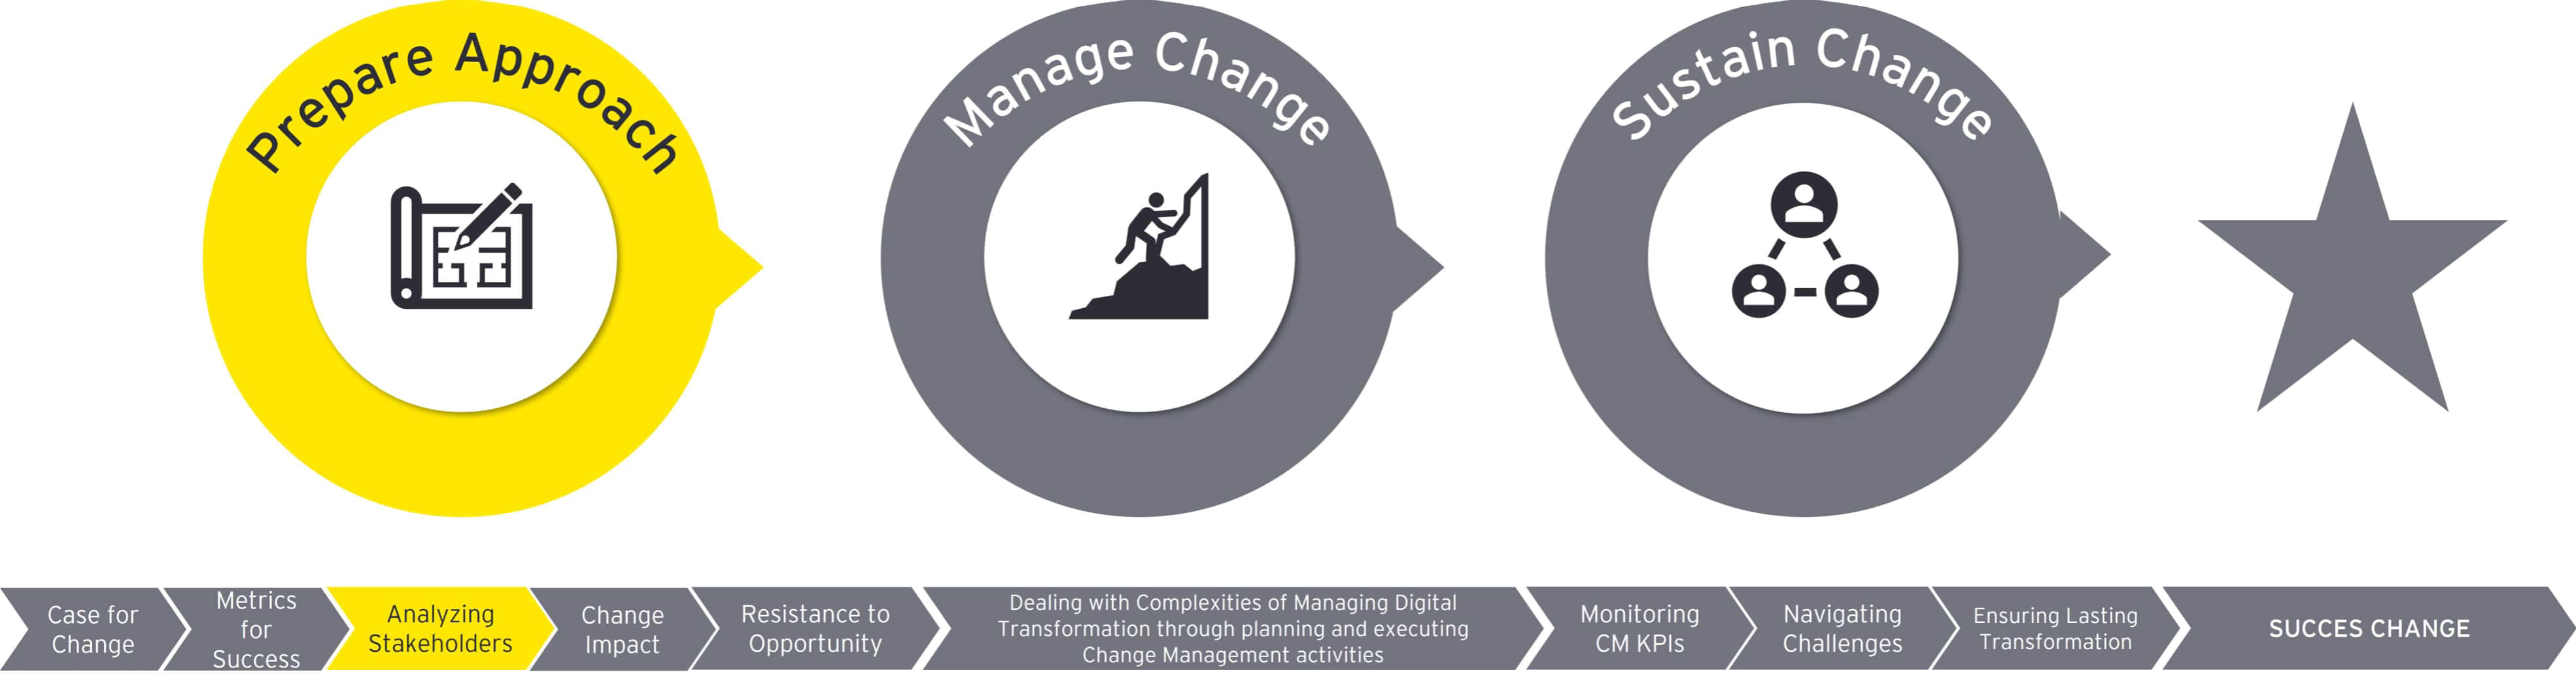 Prepare Approach
Manage Change
Sustain Change
Case for
Change
Metrics
for
Success
Analyzing
Stakeholders
Change
Impact
Resistance to
Opportunity
Dealing with Complexities of Managing Digital
Transformation through planning and executing
Change Management activities
Monitoring
CM KPIs
Navigating
Challenges
Ensuring Lasting
Transformation
SUCCES CHANGE